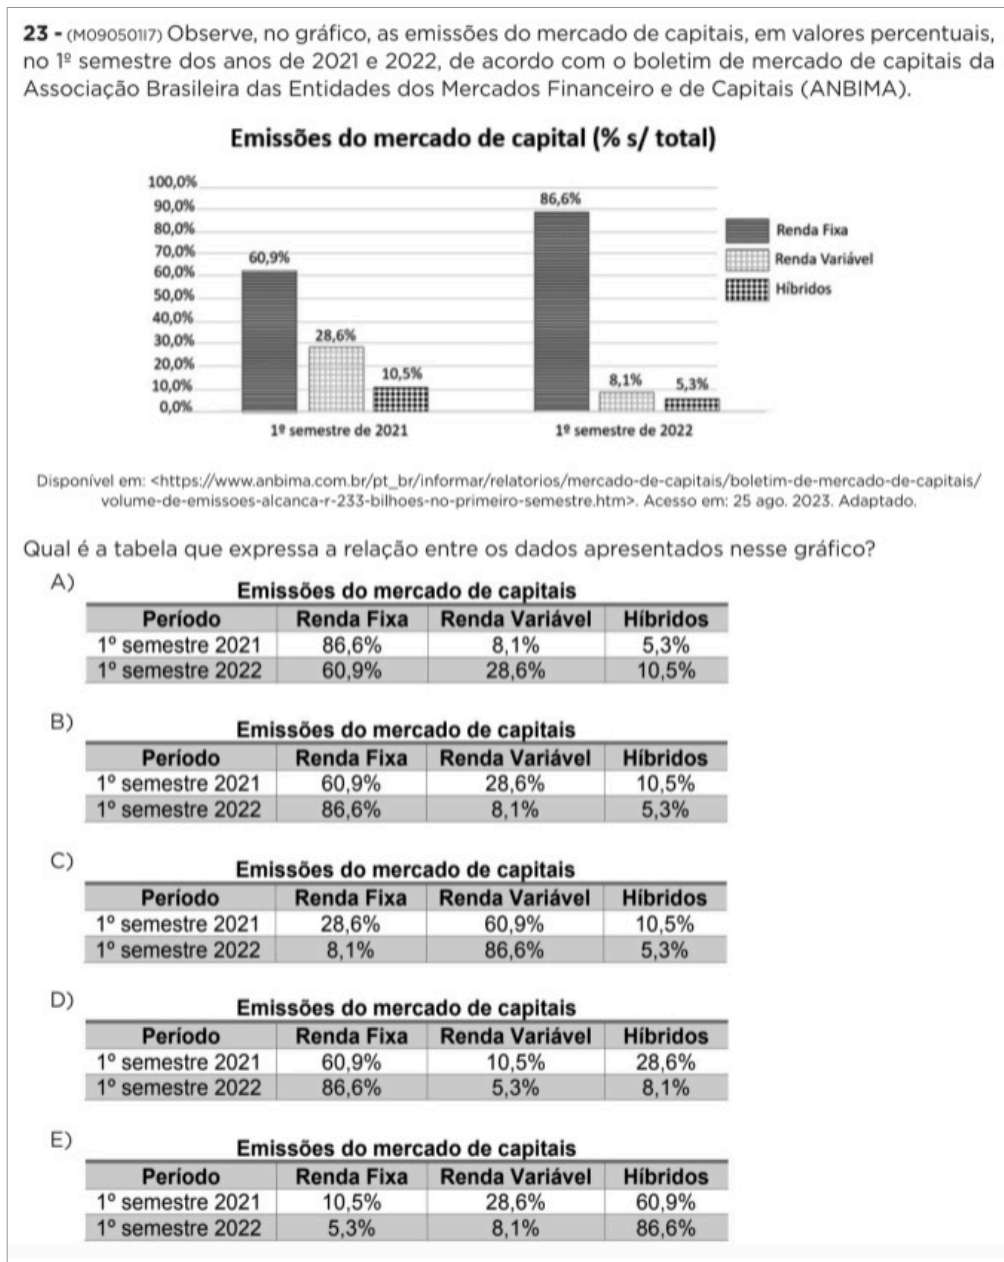 23 - (M09050117) Observe, no gráfico, as emissões do mercado de capitais, em valores percentuais,
no 1º semestre dos anos de 2021 e 2022, de acordo com o boletim de mercado de capitais da
Associação Brasileira das Entidades dos Mercados Financeiro e de Capitais (ANBIMA).
Emissões do mercado de capital (% s/ total)
100,0%
90,0%
80,0%
70,0%
60,0%
50,0%
40,0%
30,0%
20,0%
10,0%
0,0%
60,9%
28,6%
10,5%
86,6%
8,1%
5,3%
1º semestre de 2021
1º semestre de 2022
Renda Fixa
Renda Variável
Híbridos
Disponível em: <https://www.anbima.com.br/pt_br/informar/relatorios/mercado-de-capitais/boletim-de-mercado-de-capitais/
volume-de-emissoes-alcanca-r-233-bilhoes-no-primeiro-semestre.htm>. Acesso em: 25 ago. 2023. Adaptado.
Qual é a tabela que expressa a relação entre os dados apresentados nesse gráfico?
A)
Emissões do mercado de capitais
Período Renda Fixa Renda Variável Híbridos
1º semestre 2021 86,6% 8,1% 5,3%
1º semestre 2022 60,9% 28,6% 10,5%
B)
Emissões do mercado de capitais
Período Renda Fixa Renda Variável Híbridos
1º semestre 2021 60,9% 28,6% 10,5%
1º semestre 2022 86,6% 8,1% 5,3%
C)
Emissões do mercado de capitais
Período Renda Fixa Renda Variável Híbridos
1º semestre 2021 28,6% 60,9% 10,5%
1º semestre 2022 8,1% 86,6% 5,3%
D)
Emissões do mercado de capitais
Período Renda Fixa Renda Variável Híbridos
1º semestre 2021 60,9% 10,5% 28,6%
1º semestre 2022 86,6% 5,3% 8,1%
E)
Emissões do mercado de capitais
Período Renda Fixa Renda Variável Híbridos
1º semestre 2021 10,5% 28,6% 60,9%
1º semestre 2022 5,3% 8,1% 86,6%